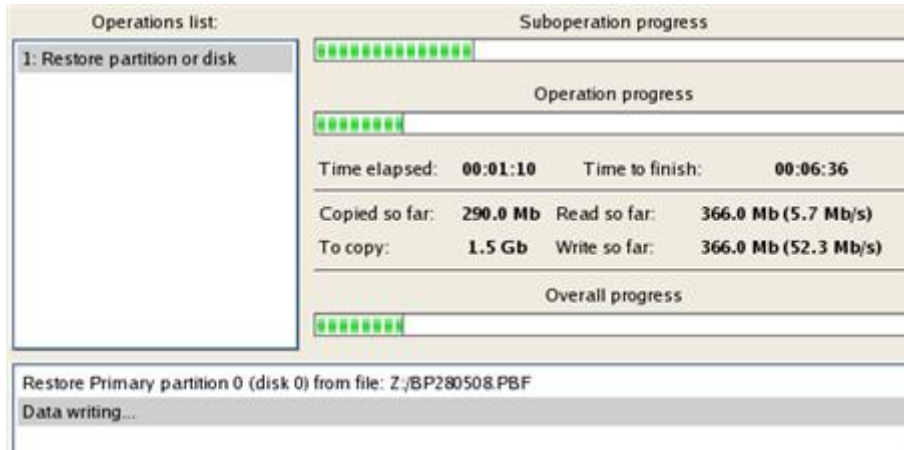 Operations list:
1: Restore partition or disk
Suboperation progress
Operation progress
Time elapsed: 00:01:10 Time to finish: 00:06:36
Copied so far: 290.0 Mb Read so far: 366.0 Mb (5.7 Mb/s)
To copy: 1.5 Gb Write so far: 366.0 Mb (52.3 Mb/s)
Overall progress
Restore Primary partition 0 (disk 0) from file: Z:/BP280508.PBF
Data writing...